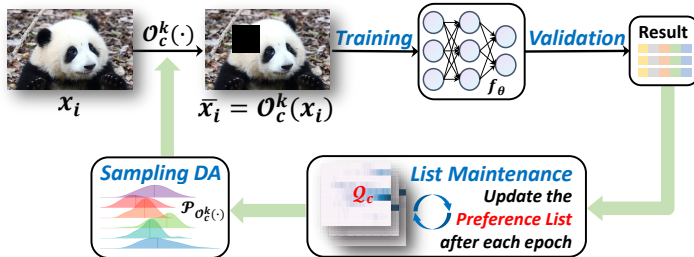 𝒪_c^k(·)
Training
Validation
Result
x_i
x̄_i = 𝒪_c^k(x_i)
f_θ
Sampling DA
𝒫_{𝒪_c^k(·)}
List Maintenance
𝒬_c
Update the
Preference List
after each epoch